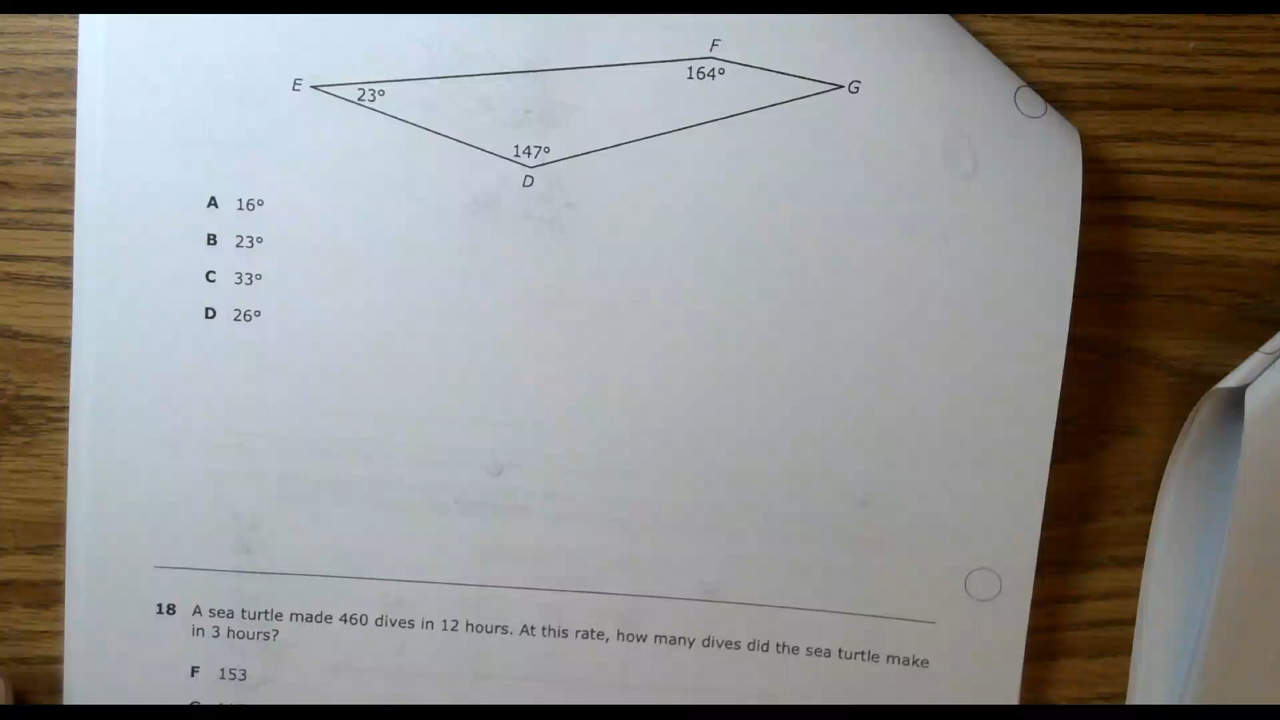 F
E
164°
G
23°
147°
D
A 16°
B 23°
C 33°
D 26°
18 A sea turtle made 460 dives in 12 hours. At this rate, how many dives did the sea turtle make
in 3 hours?
F 153